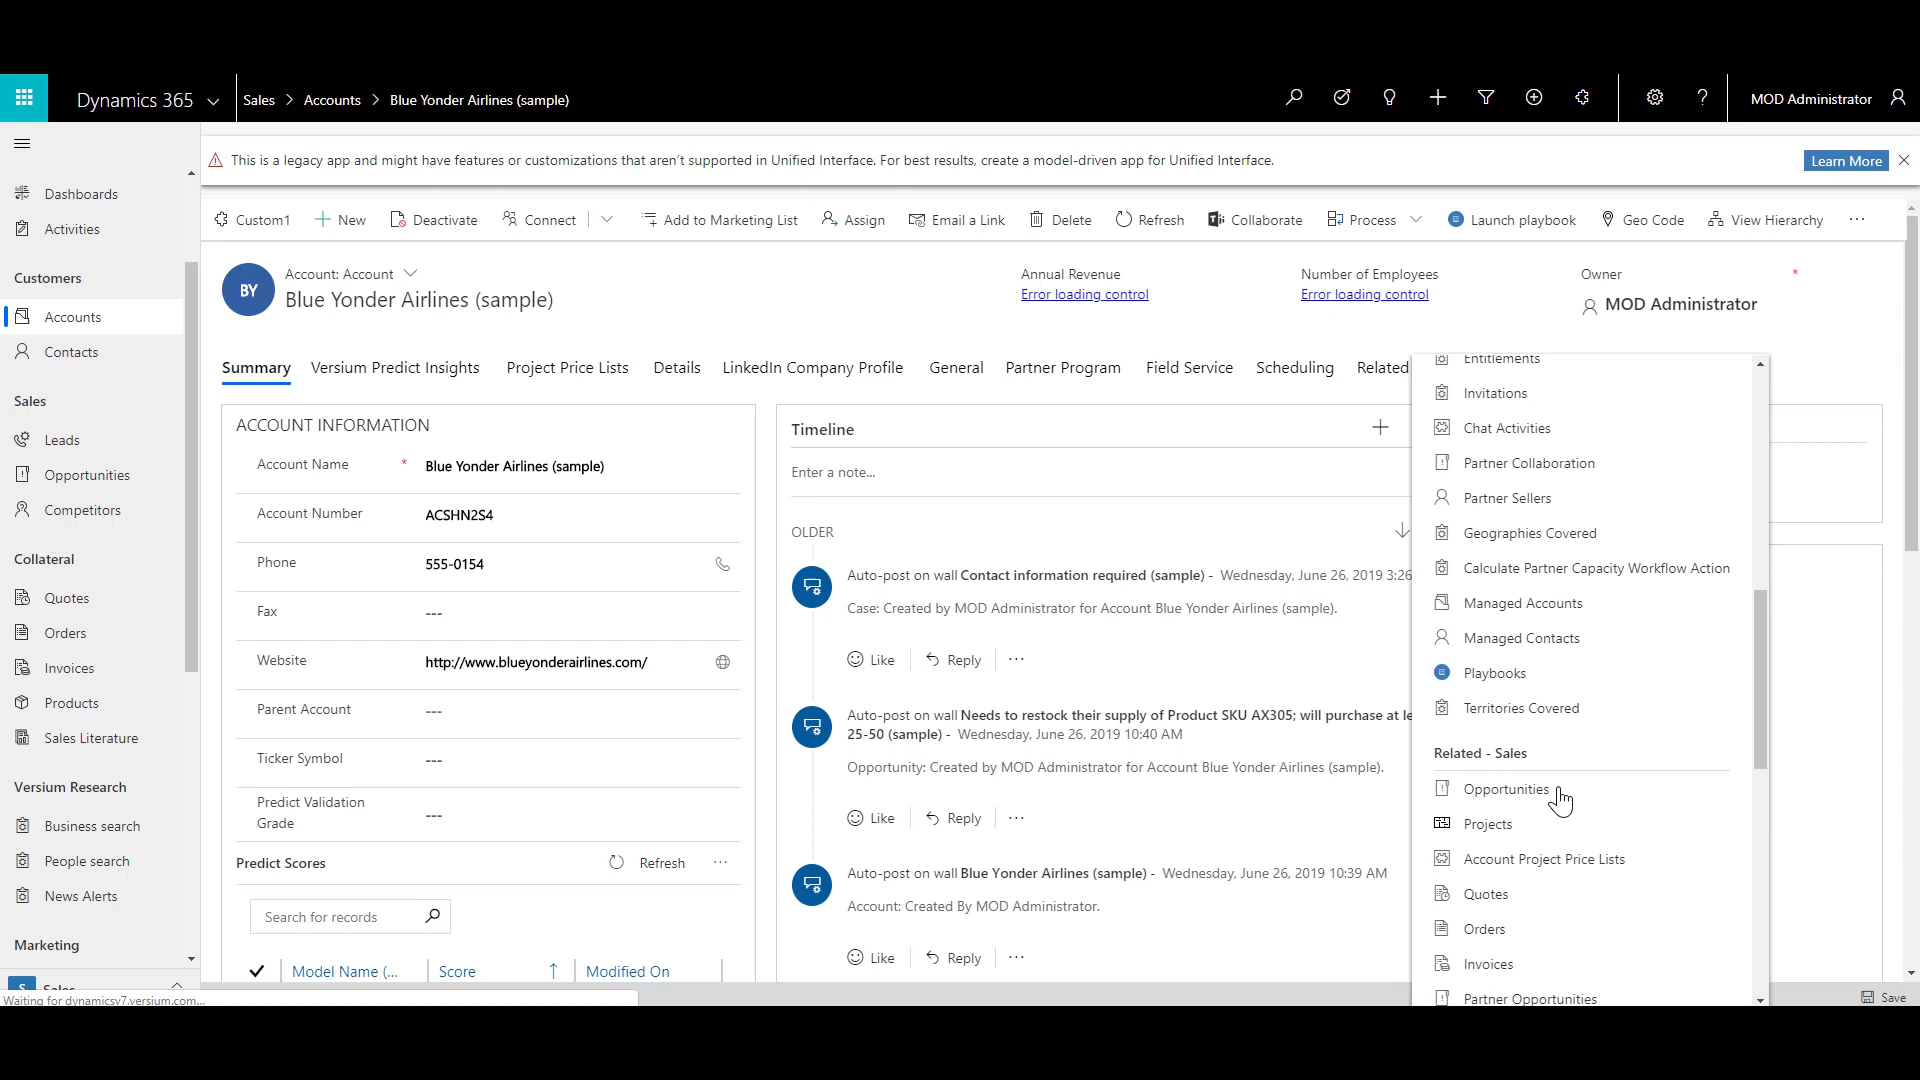 Dynamics 365
Sales > Accounts > Blue Yonder Airlines (sample)
MOD Administrator
This is a legacy app and might have features or customizations that aren't supported in Unified Interface. For best results, create a model-driven app for Unified Interface.
Learn More
Dashboards
Activities
Customers
Accounts
Contacts
Sales
Leads
Opportunities
Competitors
Collateral
Quotes
Orders
Invoices
Products
Sales Literature
Versium Research
Business search
People search
News Alerts
Marketing
S Sales
Waiting for dynamicsv7.versium.com...
Custom1
New
Deactivate
Connect
Add to Marketing List
Assign
Email a Link
Delete
Refresh
Collaborate
Process
Launch playbook
Geo Code
View Hierarchy
BY
Account: Account
Blue Yonder Airlines (sample)
Annual Revenue
Error loading control
Number of Employees
Error loading control
Owner *
MOD Administrator
Summary
Versium Predict Insights
Project Price Lists
Details
LinkedIn Company Profile
General
Partner Program
Field Service
Scheduling
Related
ACCOUNT INFORMATION
Account Name * Blue Yonder Airlines (sample)
Account Number ACSHN2S4
Phone 555-0154
Fax ---
Website http://www.blueyonderairlines.com/
Parent Account ---
Ticker Symbol ---
Predict Validation
Grade ---
Predict Scores
Refresh
Search for records
Model Name (...
Score
Modified On
Timeline
Enter a note...
OLDER
Auto-post on wall Contact information required (sample) - Wednesday, June 26, 2019 3:26
Case: Created by MOD Administrator for Account Blue Yonder Airlines (sample).
Like
Reply
Auto-post on wall Needs to restock their supply of Product SKU AX305; will purchase at le
25-50 (sample) - Wednesday, June 26, 2019 10:40 AM
Opportunity: Created by MOD Administrator for Account Blue Yonder Airlines (sample).
Like
Reply
Auto-post on wall Blue Yonder Airlines (sample) - Wednesday, June 26, 2019 10:39 AM
Account: Created By MOD Administrator.
Like
Reply
Entitlements
Invitations
Chat Activities
Partner Collaboration
Partner Sellers
Geographies Covered
Calculate Partner Capacity Workflow Action
Managed Accounts
Managed Contacts
Playbooks
Territories Covered
Related - Sales
Opportunities
Projects
Account Project Price Lists
Quotes
Orders
Invoices
Partner Opportunities
Save